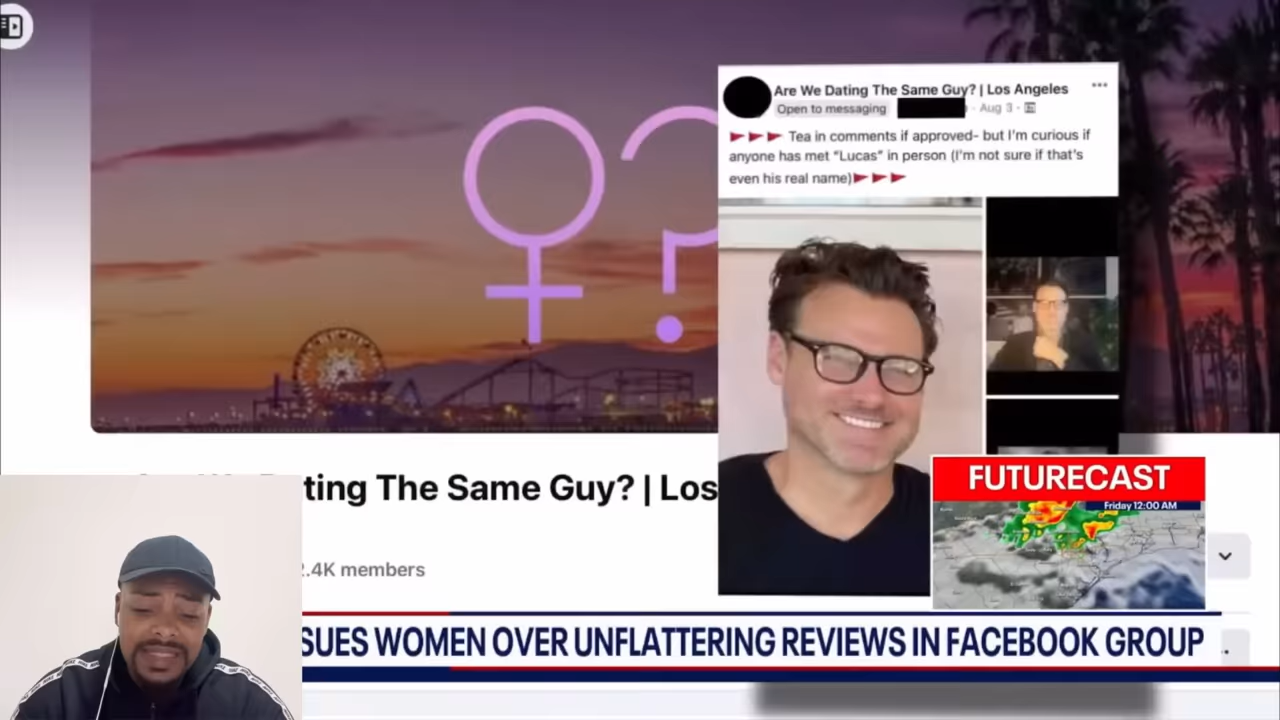 Are We Dating The Same Guy? | Los Angeles
Open to messaging
· Aug 3 ·
Tea in comments if approved- but I'm curious if
anyone has met “Lucas” in person (I'm not sure if that's
even his real name)
ting The Same Guy? | Los
.4K members
FUTURECAST
Friday 12:00 AM
SUES WOMEN OVER UNFLATTERING REVIEWS IN FACEBOOK GROUP